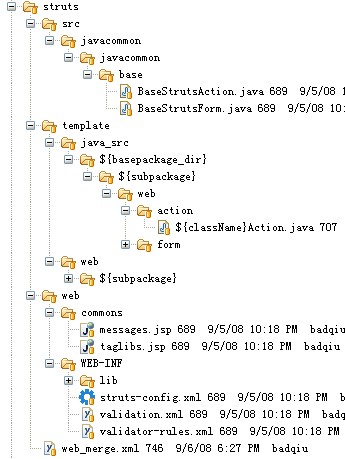 struts
src
javacommon
javacommon
base
BaseStrutsAction.java 689 9/5/08 1
BaseStrutsForm.java 689 9/5/08 10:
template
java_src
${basepackage_dir}
${subpackage}
web
action
${className}Action.java 707
form
web
${subpackage}
web
commons
messages.jsp 689 9/5/08 10:18 PM badqiu
taglibs.jsp 689 9/5/08 10:18 PM badqiu
WEB-INF
lib
struts-config.xml 689 9/5/08 10:18 PM b
validation.xml 689 9/5/08 10:18 PM badq
validator-rules.xml 689 9/5/08 10:18 PM
web_merge.xml 746 9/6/08 6:27 PM badqiu